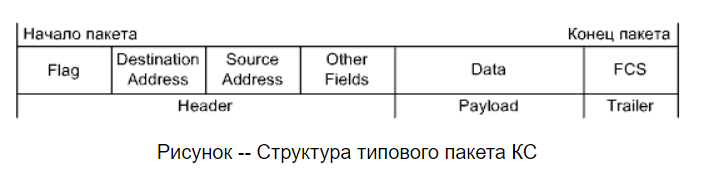 Начало пакета Конец пакета
Flag Destination Address Source Address Other Fields Data FCS
Header Payload Trailer
Рисунок -- Структура типового пакета КС